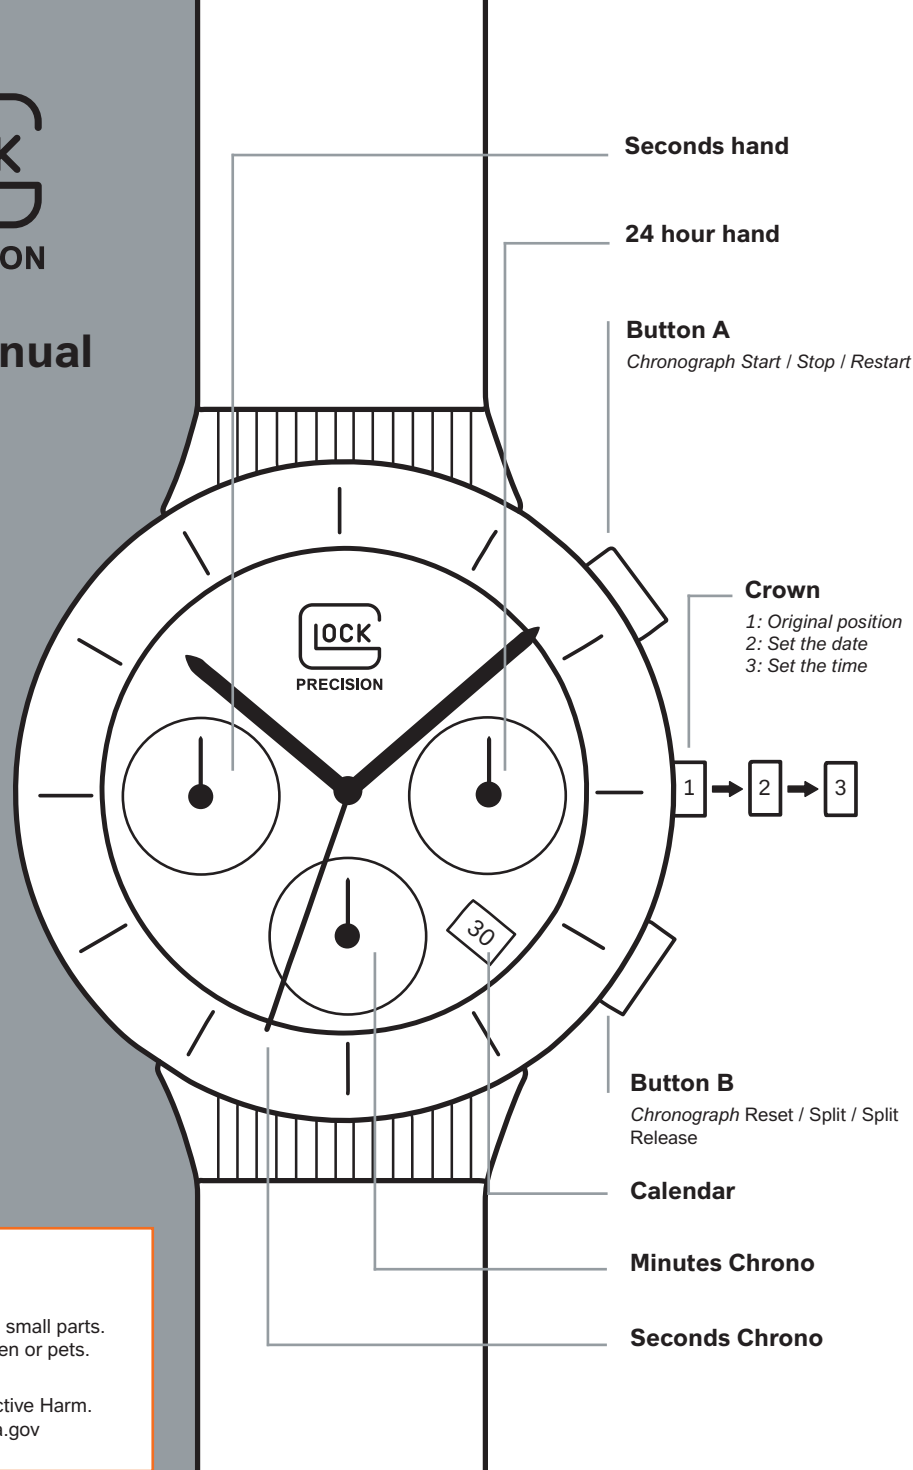 K
ON
nual
Seconds hand
24 hour hand
Button A
Chronograph Start / Stop / Restart
Crown
1: Original position
2: Set the date
3: Set the time
LOCK
PRECISION
1
2
3
30
Button B
Chronograph Reset / Split / Split
Release
Calendar
Minutes Chrono
Seconds Chrono
small parts.
en or pets.
ctive Harm.
a.gov